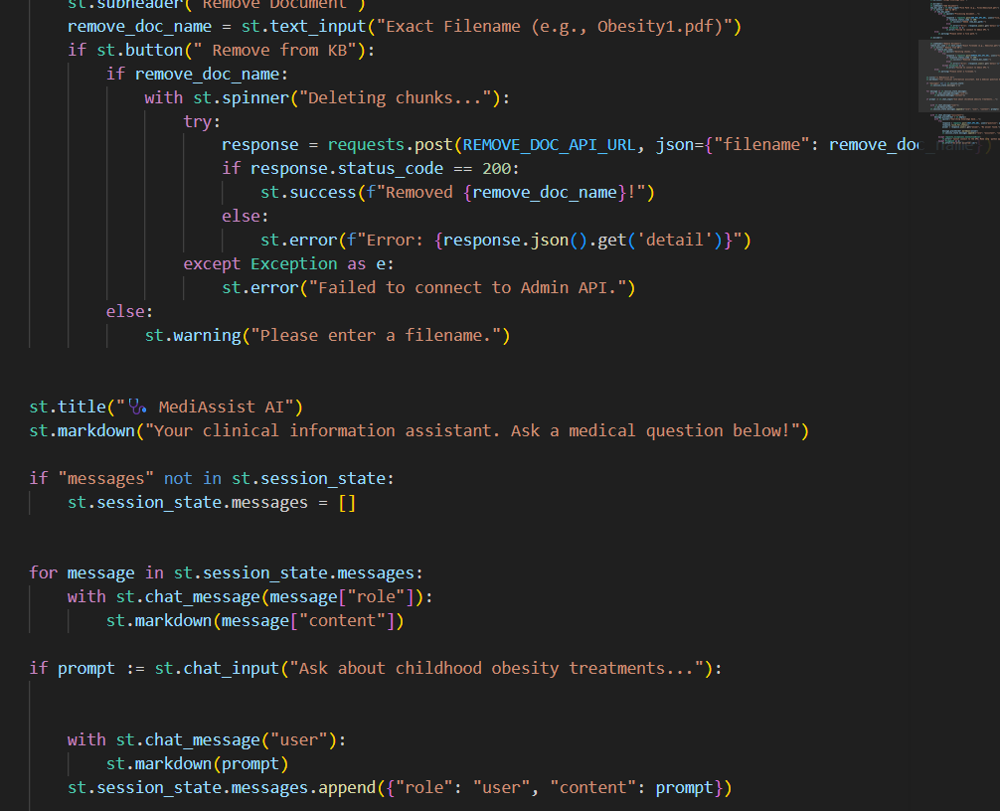 st.subheader(" Remove Document")
remove_doc_name = st.text_input("Exact Filename (e.g., Obesity1.pdf)")
if st.button(" Remove from KB"):
if remove_doc_name:
with st.spinner("Deleting chunks..."):
try:
response = requests.post(REMOVE_DOC_API_URL, json={"filename": remove_doc_name})
if response.status_code == 200:
st.success(f"Removed {remove_doc_name}!")
else:
st.error(f"Error: {response.json().get('detail')}")
except Exception as e:
st.error("Failed to connect to Admin API.")
else:
st.warning("Please enter a filename.")
st.title("🩺 MediAssist AI")
st.markdown("Your clinical information assistant. Ask a medical question below!")
if "messages" not in st.session_state:
st.session_state.messages = []
for message in st.session_state.messages:
with st.chat_message(message["role"]):
st.markdown(message["content"])
if prompt := st.chat_input("Ask about childhood obesity treatments..."):
with st.chat_message("user"):
st.markdown(prompt)
st.session_state.messages.append({"role": "user", "content": prompt})